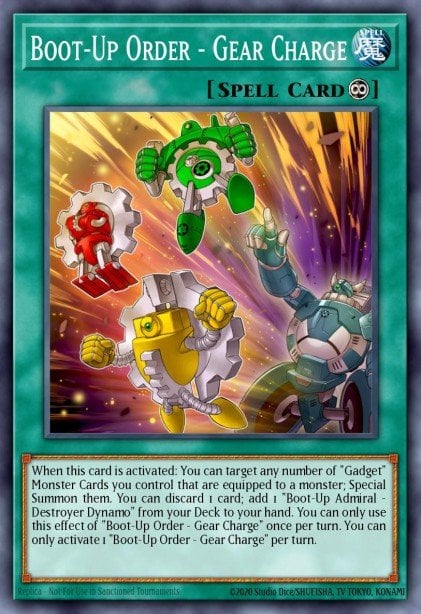 Boot-Up Order - Gear Charge
SPELL
魔
[Spell Card]
When this card is activated: You can target any number of "Gadget"
Monster Cards you control that are equipped to a monster; Special
Summon them. You can discard 1 card; add 1 "Boot-Up Admiral -
Destroyer Dynamo" from your Deck to your hand. You can only use
this effect of "Boot-Up Order - Gear Charge" once per turn. You can
only activate 1 "Boot-Up Order - Gear Charge" per turn.
Replica - Not For Use in Sanctioned Tournaments
©2020 Studio Dice/SHUEISHA, TV TOKYO, KONAMI